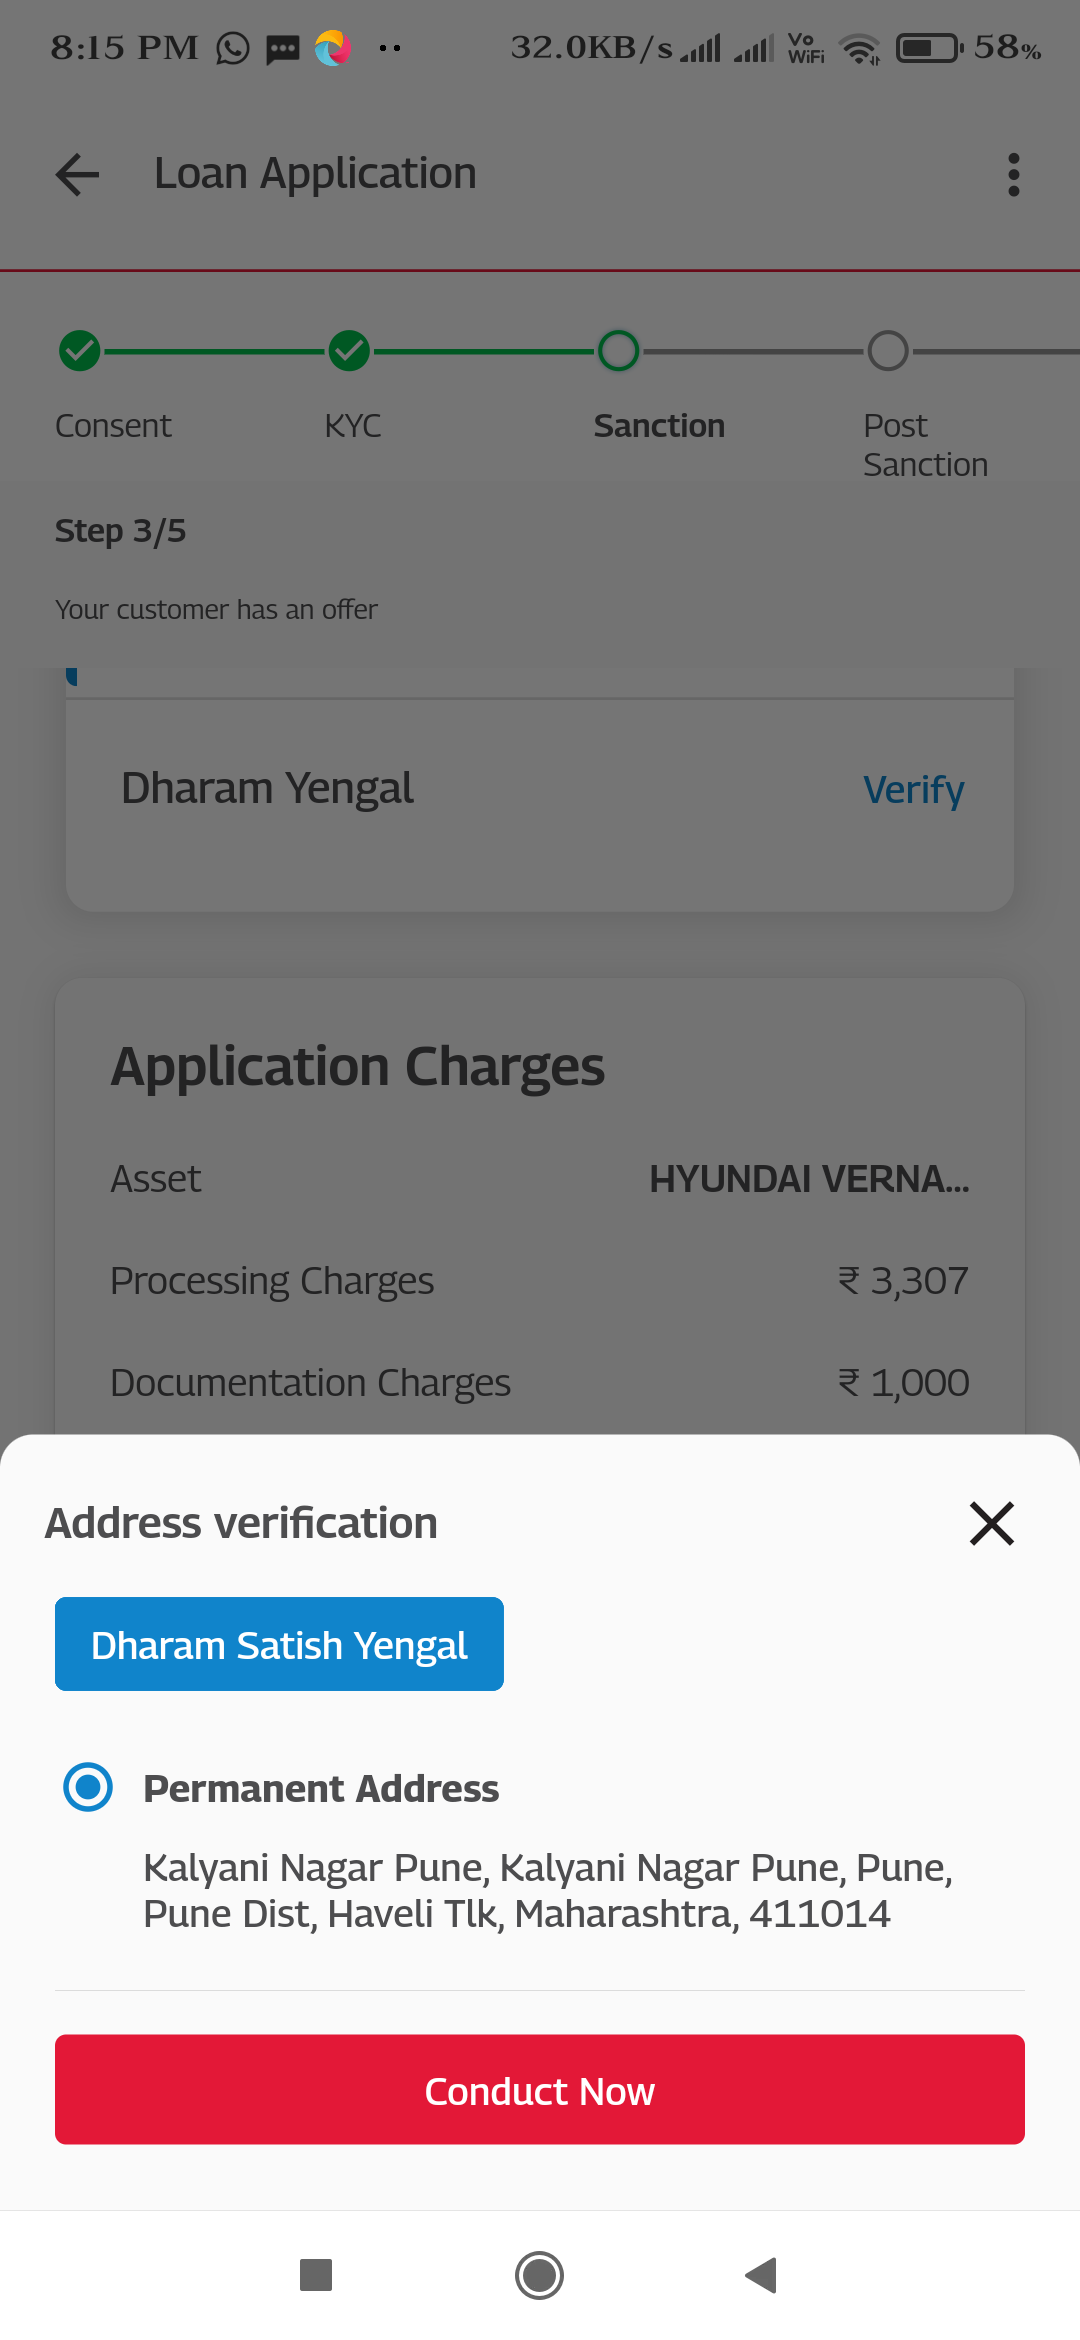 8:15 PM
32.0KB/s
Vo
WiFi
58%
Loan Application
Consent
KYC
Sanction
Post
Sanction
Step 3/5
Your customer has an offer
Dharam Yengal
Verify
Application Charges
Asset
HYUNDAI VERNA...
Processing Charges
₹ 3,307
Documentation Charges
₹ 1,000
Address verification
Dharam Satish Yengal
Permanent Address
Kalyani Nagar Pune, Kalyani Nagar Pune, Pune,
Pune Dist, Haveli Tlk, Maharashtra, 411014
Conduct Now